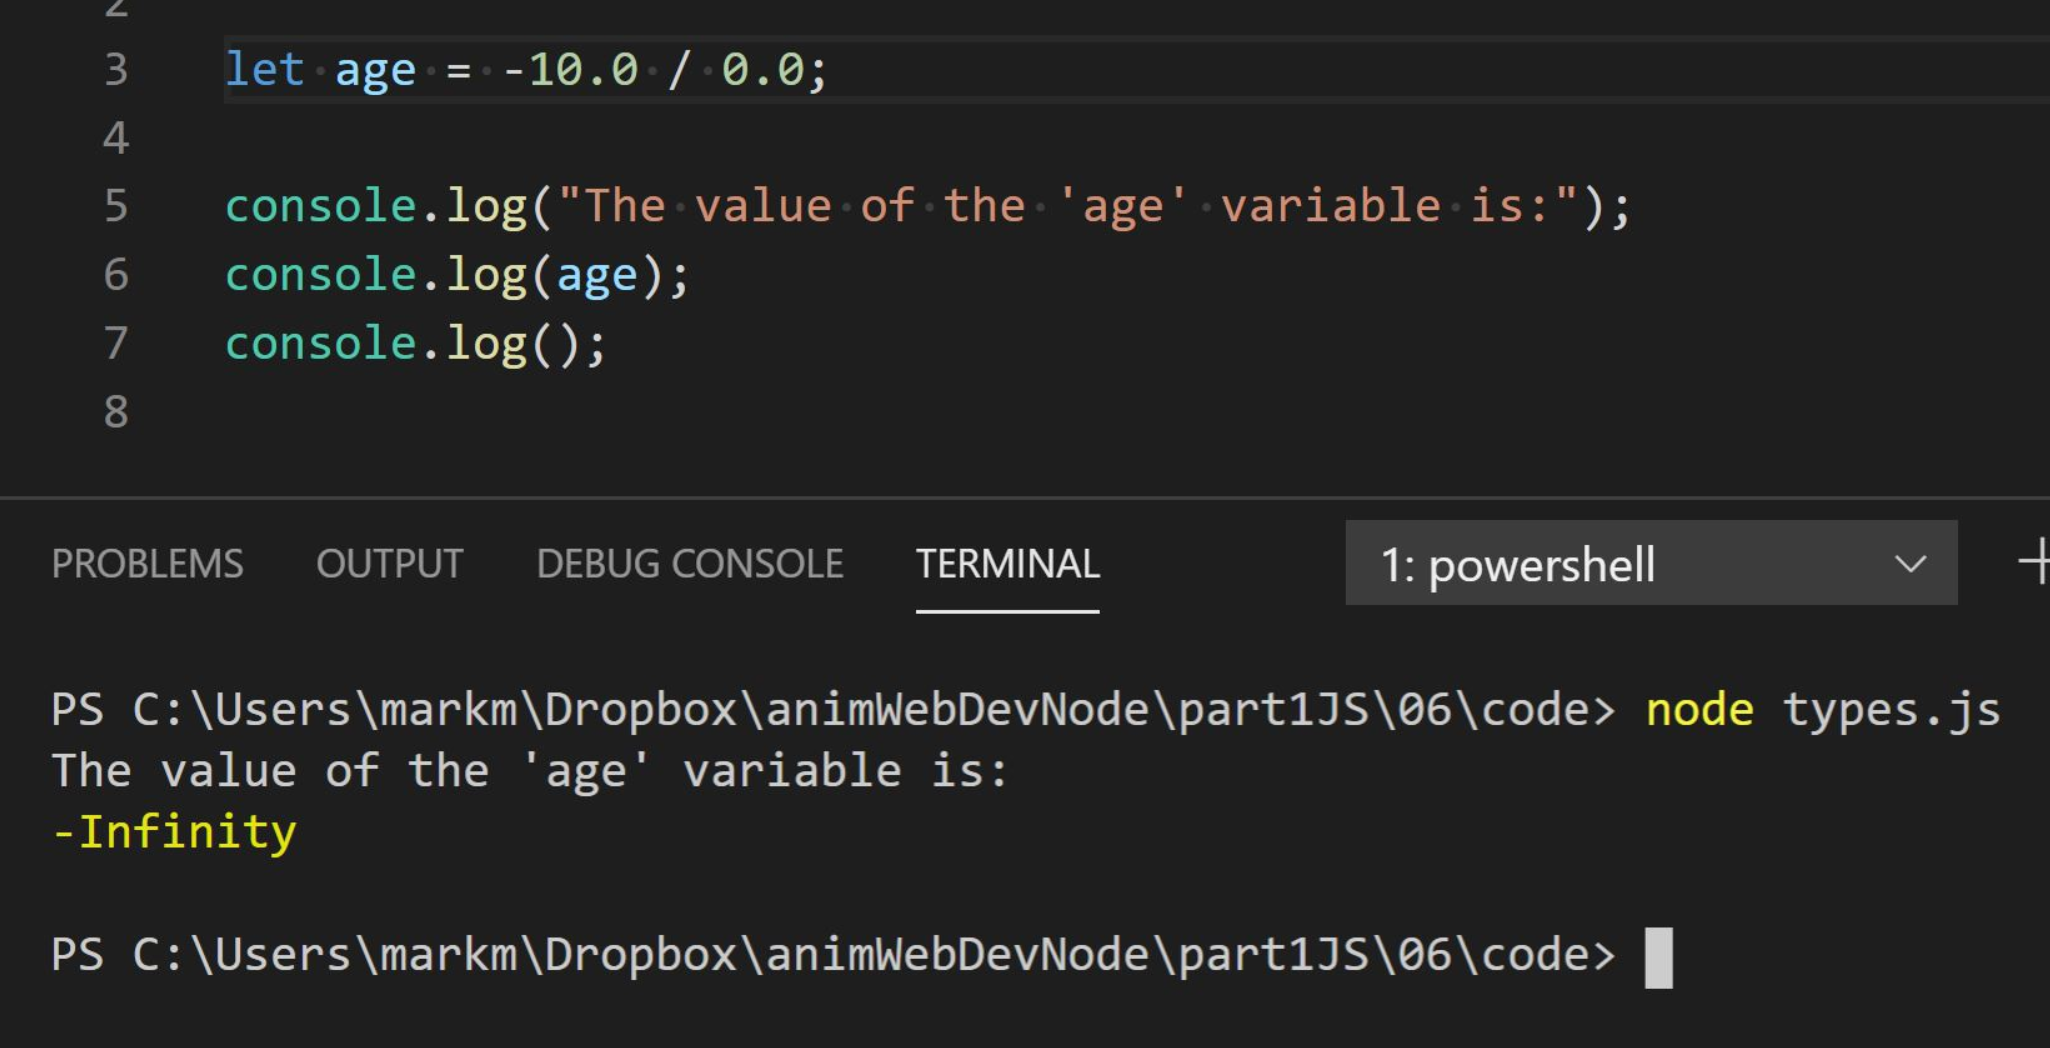 2
3 let age = -10.0 / 0.0;
4
5 console.log("The value of the 'age' variable is:");
6 console.log(age);
7 console.log();
8
PROBLEMS OUTPUT DEBUG CONSOLE TERMINAL 1: powershell +
PS C:\Users\markm\Dropbox\animWebDevNode\part1JS\06\code> node types.js
The value of the 'age' variable is:
-Infinity
PS C:\Users\markm\Dropbox\animWebDevNode\part1JS\06\code>